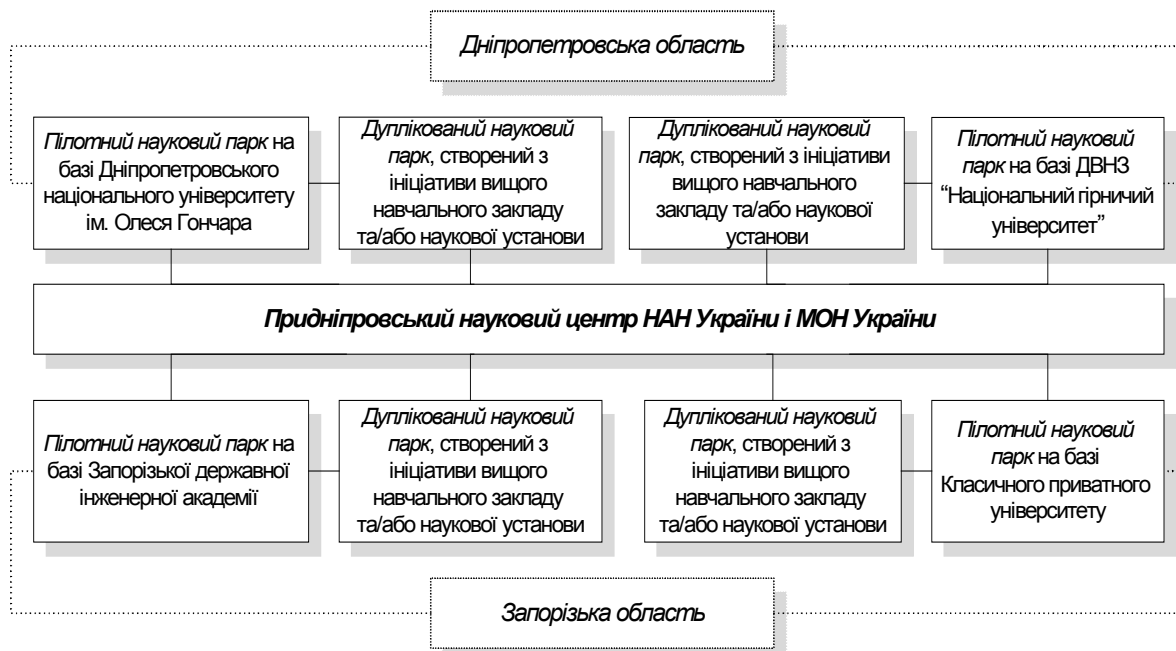 Дніпропетровська область
Пілотний науковий парк на
базі Дніпропетровського
національного університету
ім. Олеся Гончара
Дуплікований науковий
парк, створений з
ініціативи вищого
навчального закладу
та/або наукової установи
Дуплікований науковий
парк, створений з ініціативи
вищого навчального
закладу та/або наукової
установи
Пілотний науковий
парк на базі ДВНЗ
“Національний гірничий
університет”
Придніпровський науковий центр НАН України і МОН України
Пілотний науковий парк на
базі Запорізької державної
інженерної академії
Дуплікований науковий
парк, створений з
ініціативи вищого
навчального закладу
та/або наукової установи
Дуплікований науковий
парк, створений з
ініціативи вищого
навчального закладу
та/або наукової установи
Пілотний науковий
парк на базі
Класичного приватного
університету
Запорізька область